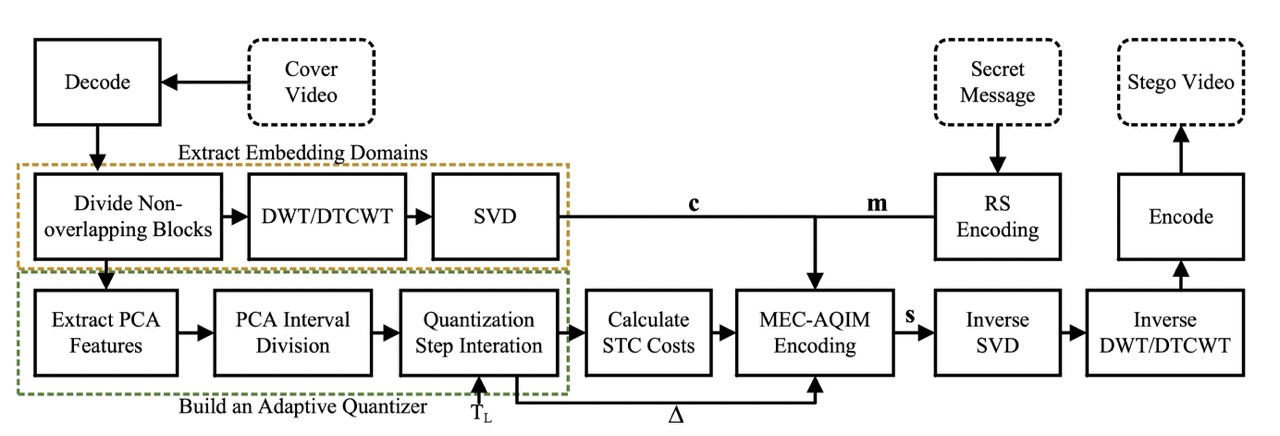 Decode
Cover
Video
Secret
Message
Stego Video
Extract Embedding Domains
Divide Non-
overlapping Blocks
DWT/DTCWT
SVD
c
m
RS
Encoding
Encode
Extract PCA
Features
PCA Interval
Division
Quantization
Step Interation
Calculate
STC Costs
MEC-AQIM
Encoding
s
Inverse
SVD
Inverse
DWT/DTCWT
Build an Adaptive Quantizer
TL
Δ